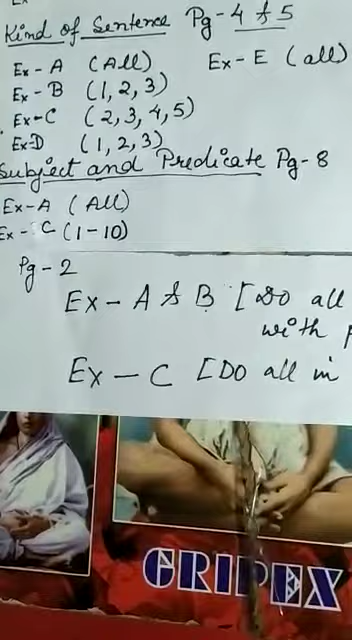 Kind of Sentence Pg-4 & 5
Ex-A (All) Ex-E (all)
Ex-B (1, 2, 3)
Ex-C (2, 3, 4, 5)
Ex-D (1, 2, 3)
Subject and Predicate Pg-8
Ex-A (All)
Ex-C (1-10)
Pg-2
Ex-A & B [Do all
with
Ex-C [Do all in
GRIPEX